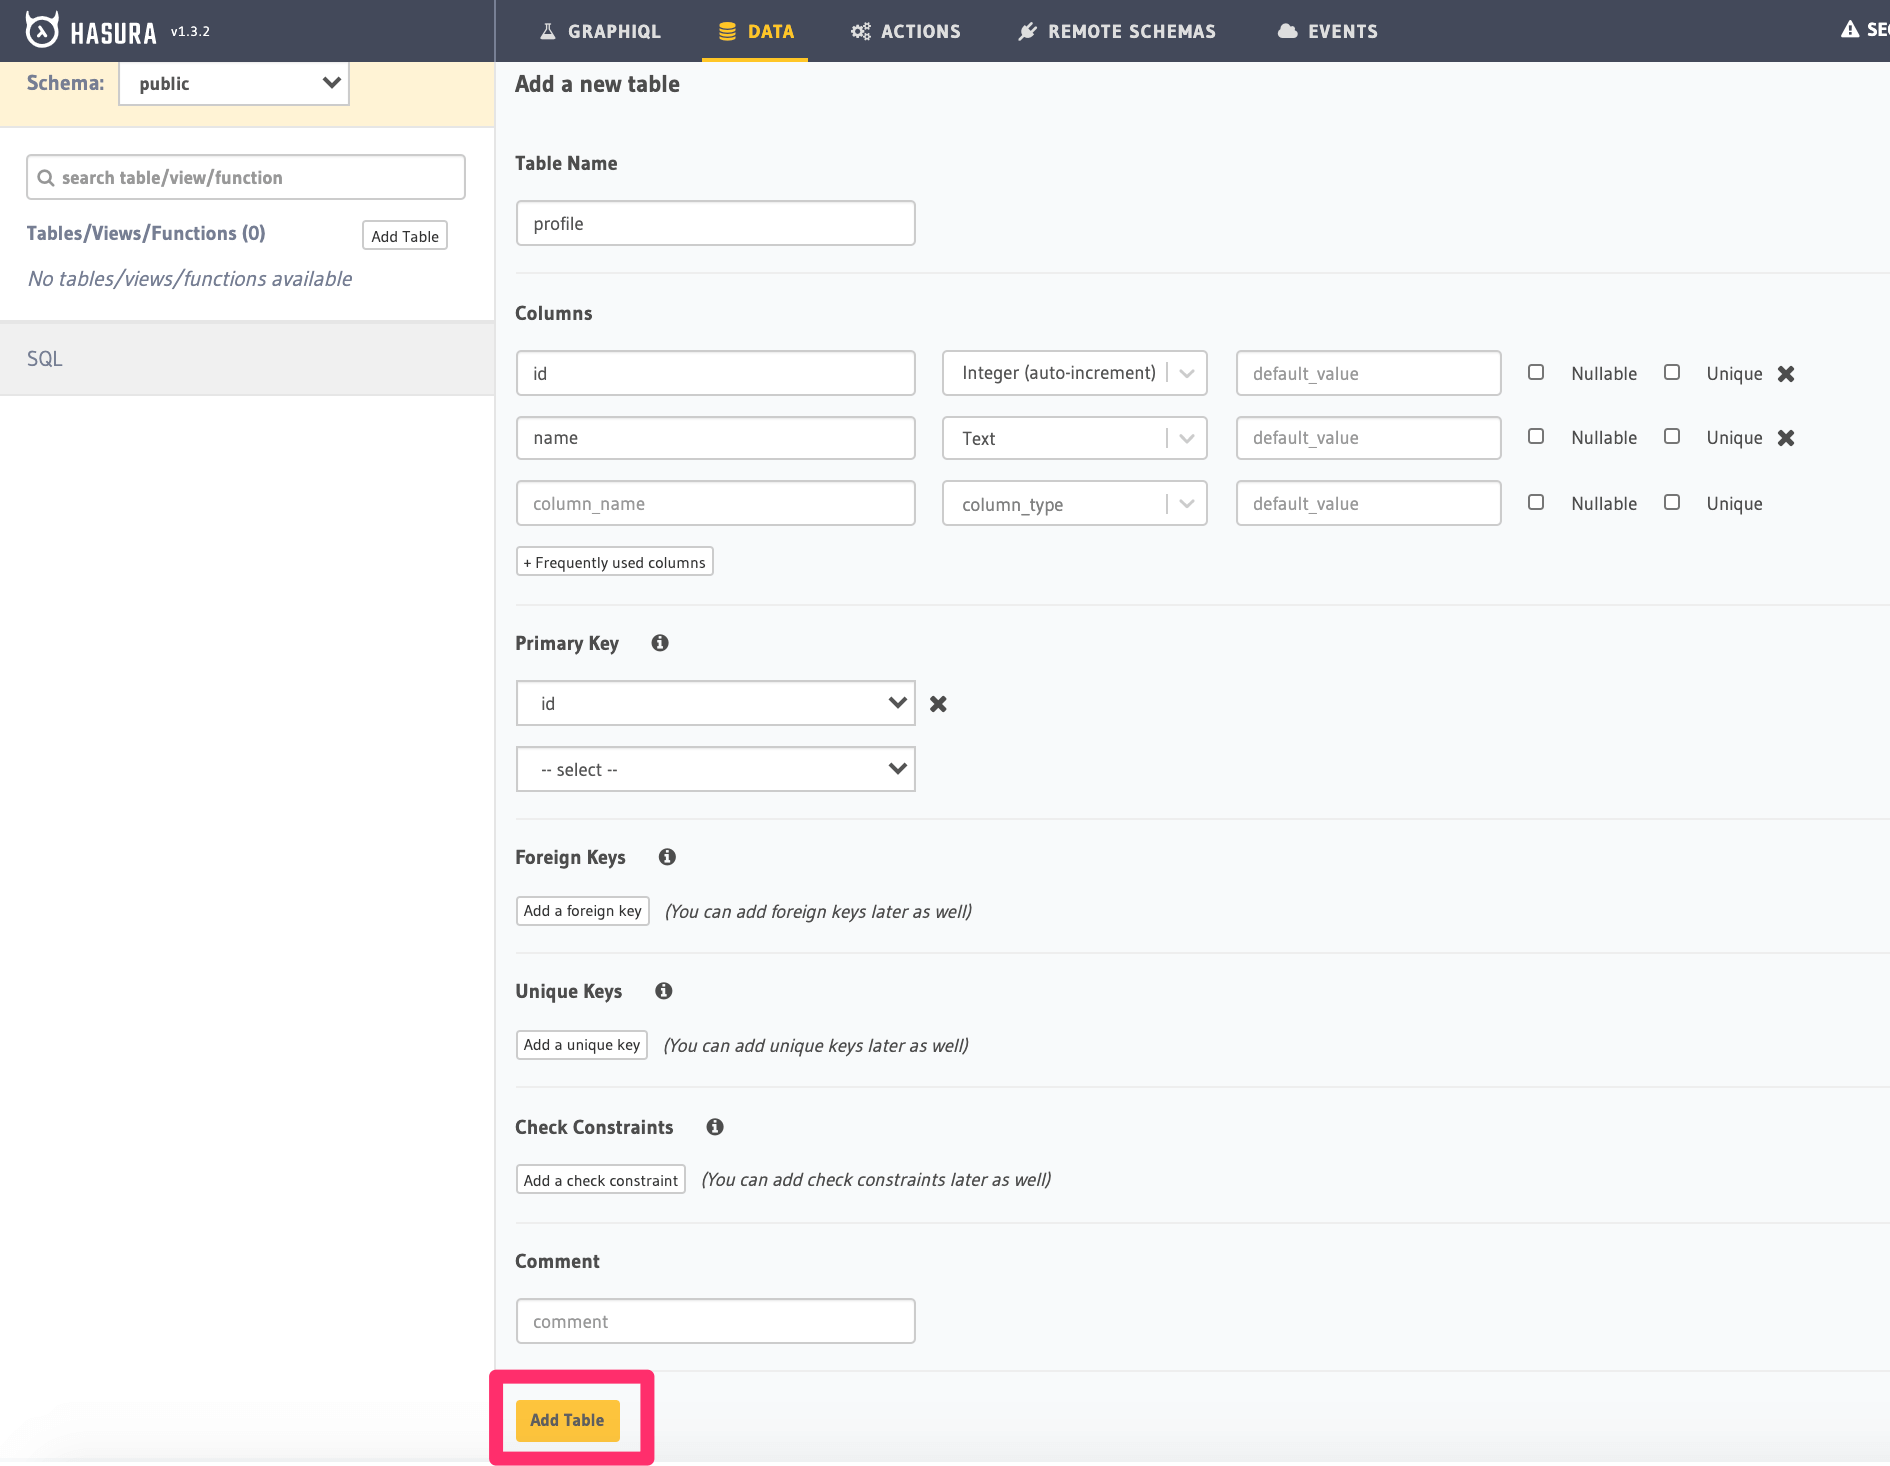 HASURA v1.3.2
GRAPHIQL
DATA
ACTIONS
REMOTE SCHEMAS
EVENTS
SEC
Schema: public
search table/view/function
Tables/Views/Functions (0) Add Table
No tables/views/functions available
SQL
Add a new table
Table Name
profile
Columns
id Integer (auto-increment) default_value Nullable Unique
name Text default_value Nullable Unique
column_name column_type default_value Nullable Unique
+ Frequently used columns
Primary Key
id
-- select --
Foreign Keys
Add a foreign key (You can add foreign keys later as well)
Unique Keys
Add a unique key (You can add unique keys later as well)
Check Constraints
Add a check constraint (You can add check constraints later as well)
Comment
comment
Add Table